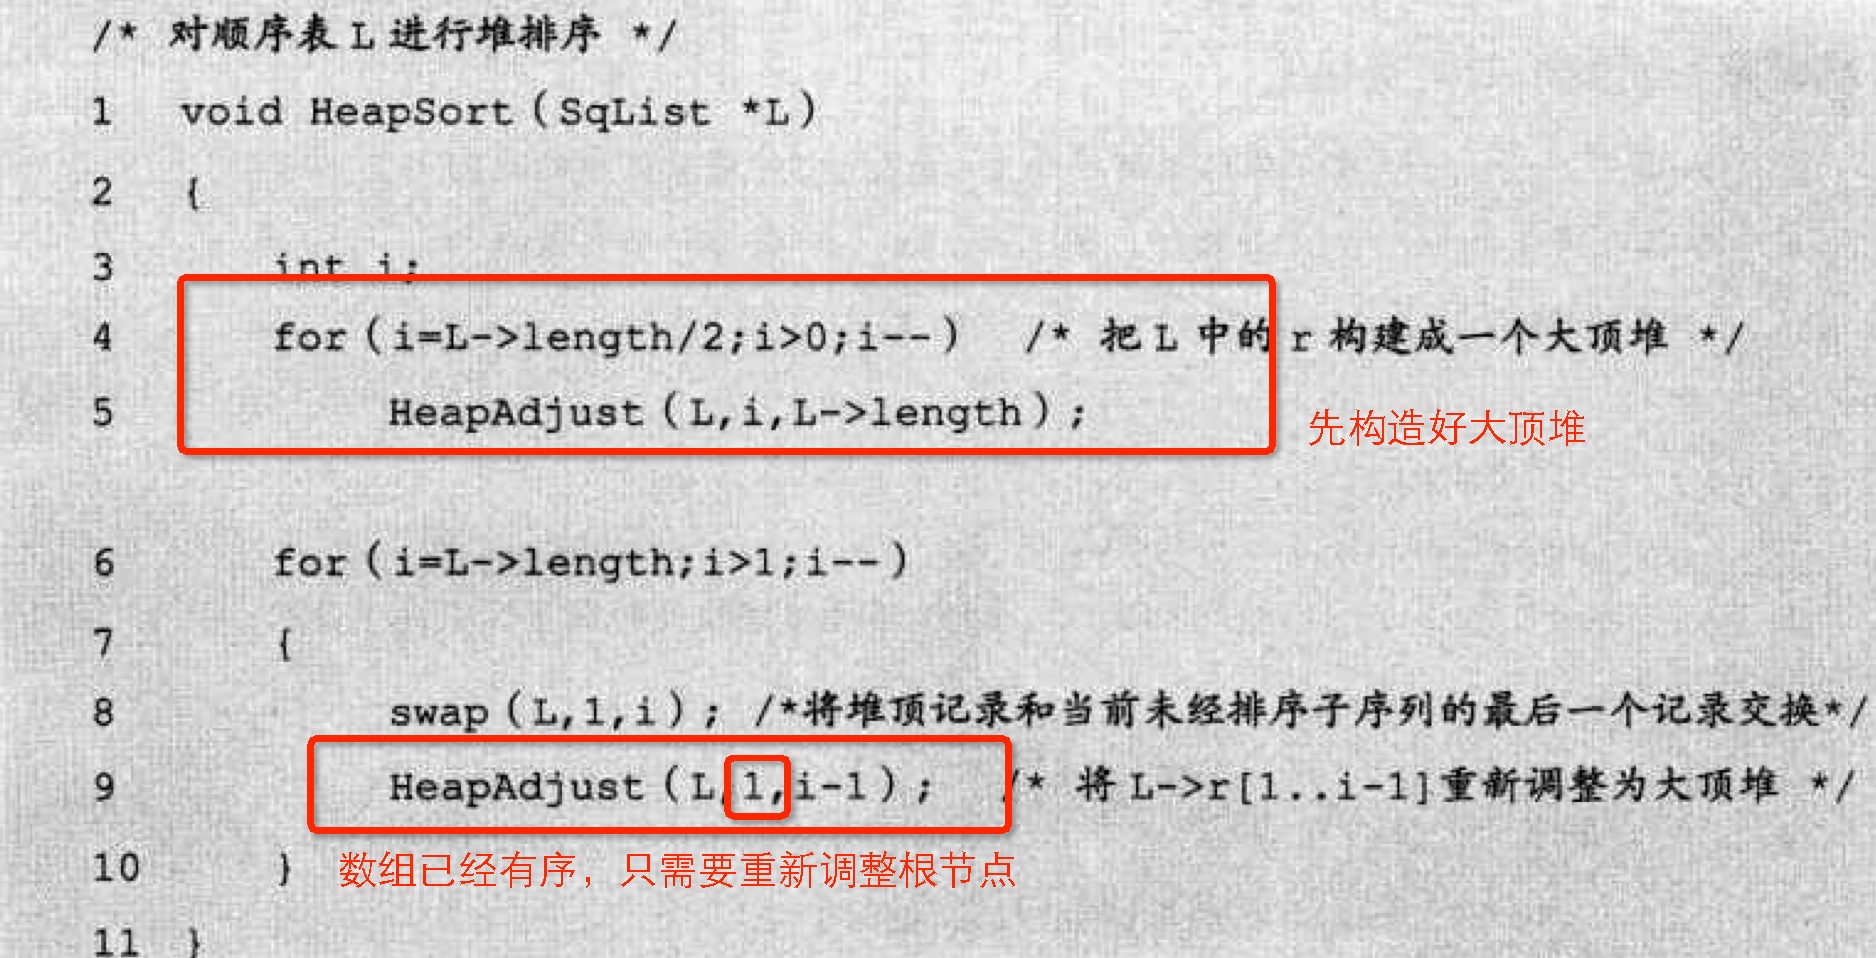 /* 对顺序表 L 进行堆排序 */
1 void HeapSort(SqList *L)
2 {
3 int i;
4 for(i=L->length/2;i>0;i--) /* 把 L 中的 r 构建成一个大顶堆 */
5 HeapAdjust(L,i,L->length);
先构造好大顶堆
6 for(i=L->length;i>1;i--)
7 {
8 swap(L,1,i); /*将堆顶记录和当前未经排序子序列的最后一个记录交换*/
9 HeapAdjust(L,1,i-1); /* 将 L->r[1..i-1]重新调整为大顶堆 */
10 }
数组已经有序，只需要重新调整根节点
11 }